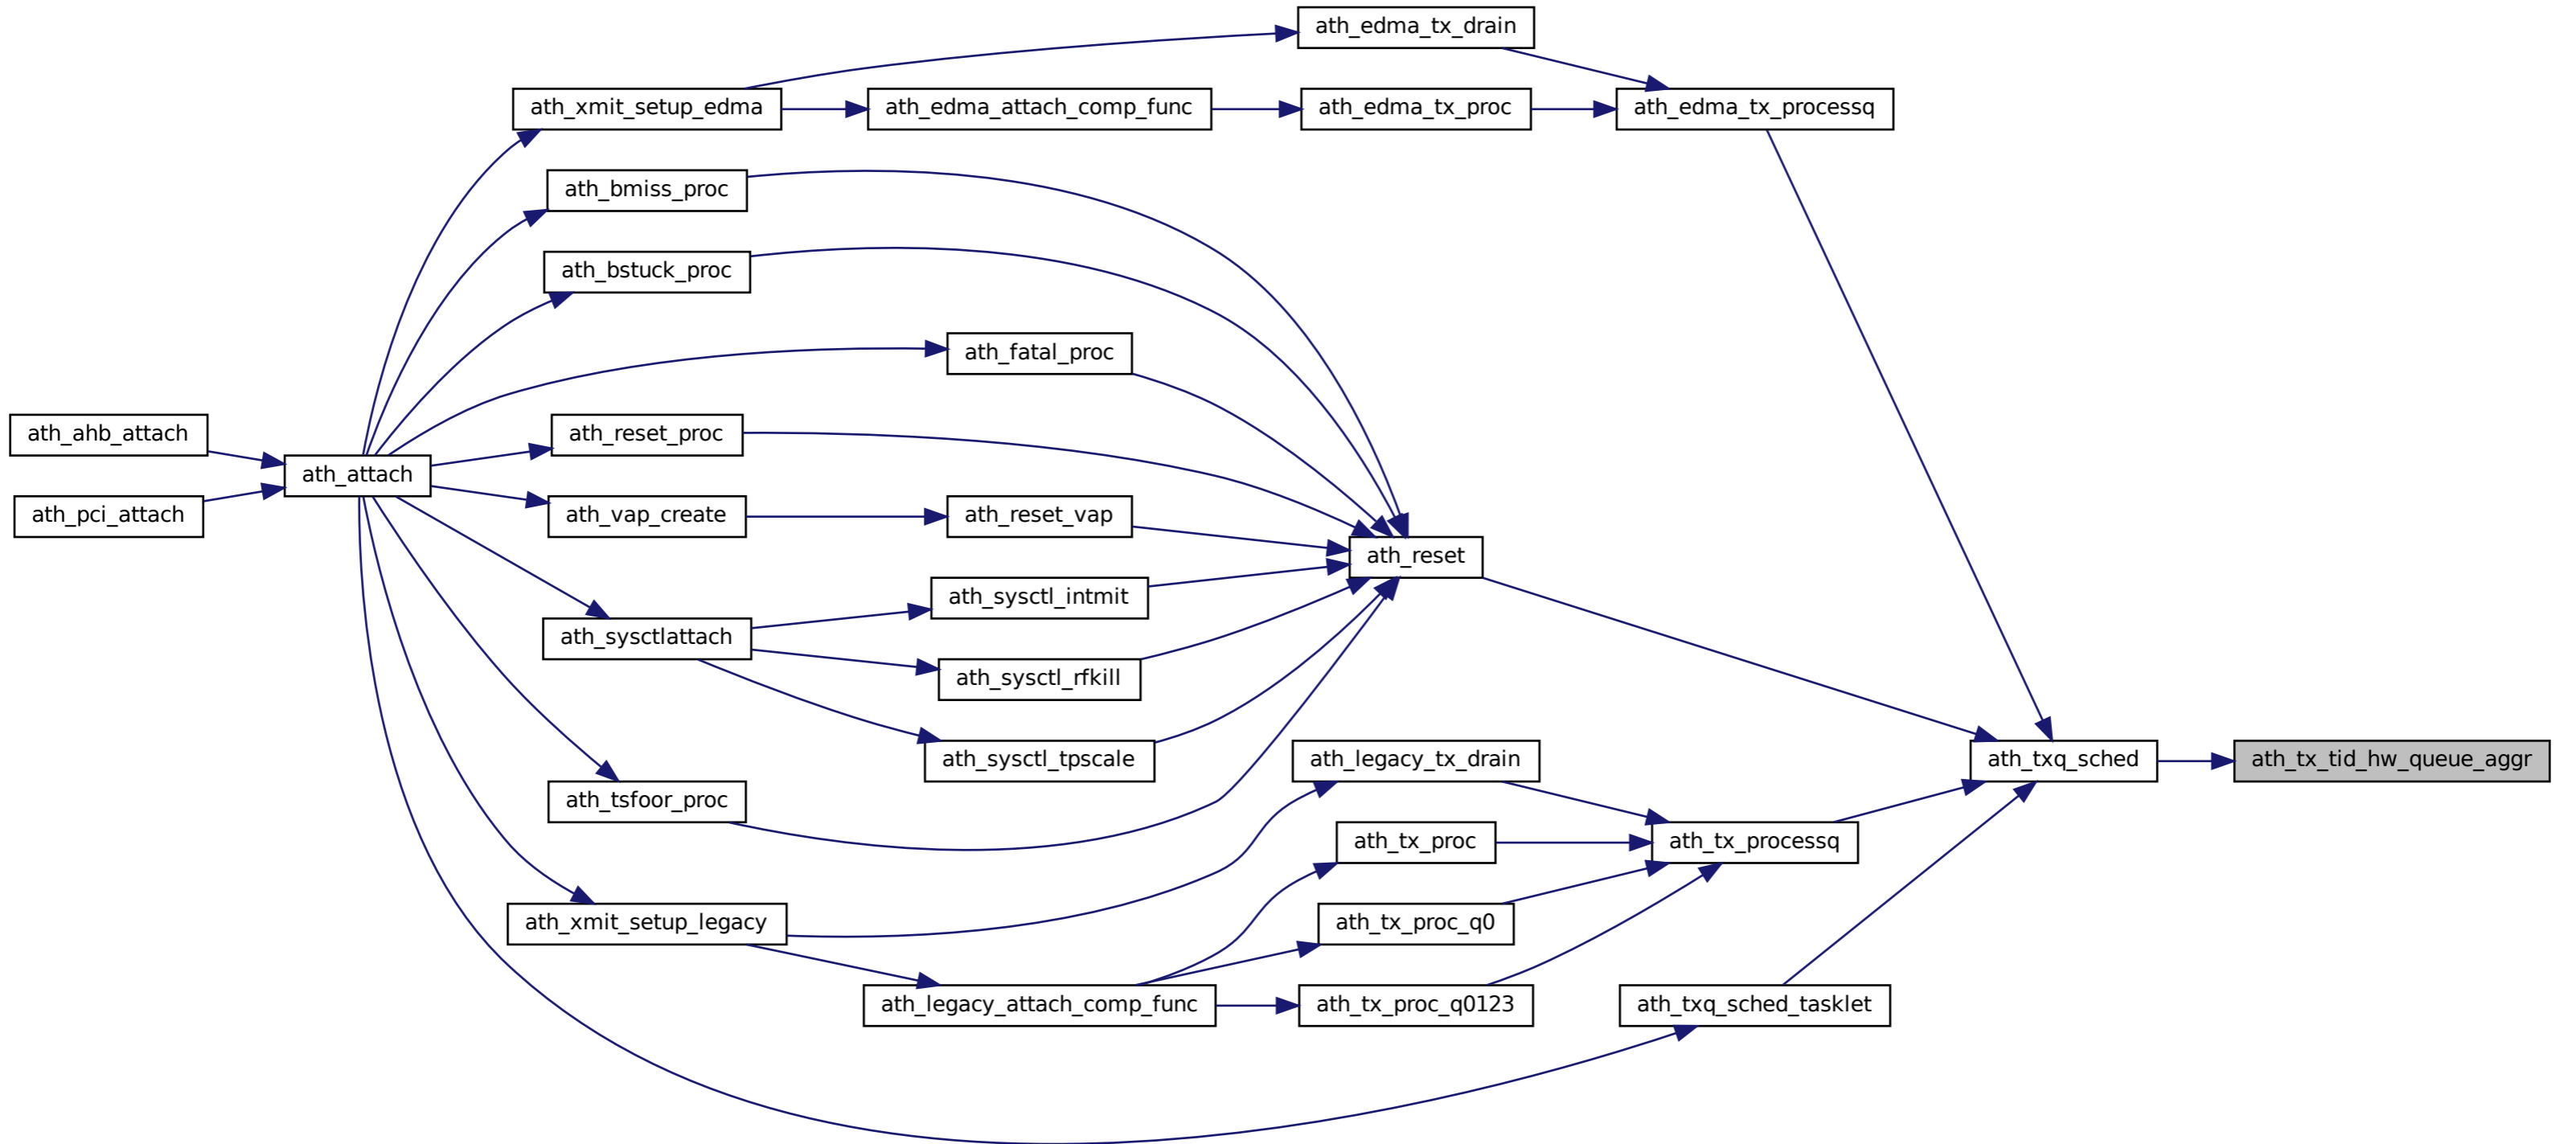 ath_edma_tx_drain
ath_xmit_setup_edma
ath_edma_attach_comp_func
ath_edma_tx_proc
ath_edma_tx_processq
ath_bmiss_proc
ath_bstuck_proc
ath_fatal_proc
ath_ahb_attach
ath_reset_proc
ath_attach
ath_pci_attach
ath_vap_create
ath_reset_vap
ath_reset
ath_sysctl_intmit
ath_sysctlattach
ath_sysctl_rfkill
ath_sysctl_tpscale
ath_legacy_tx_drain
ath_txq_sched
ath_tx_tid_hw_queue_aggr
ath_tsfoor_proc
ath_tx_proc
ath_tx_processq
ath_xmit_setup_legacy
ath_tx_proc_q0
ath_legacy_attach_comp_func
ath_tx_proc_q0123
ath_txq_sched_tasklet